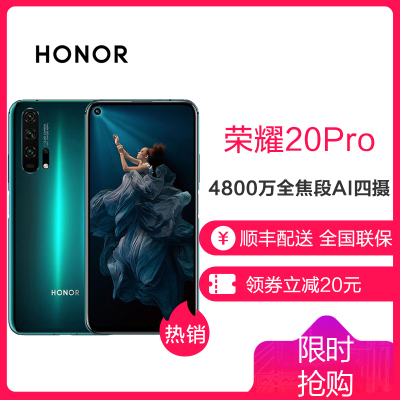 HONOR
荣耀20Pro
4800万全焦段AI四摄
¥ 顺丰配送 全国联保
领券立减20元
HONOR
热销
限时
抢购